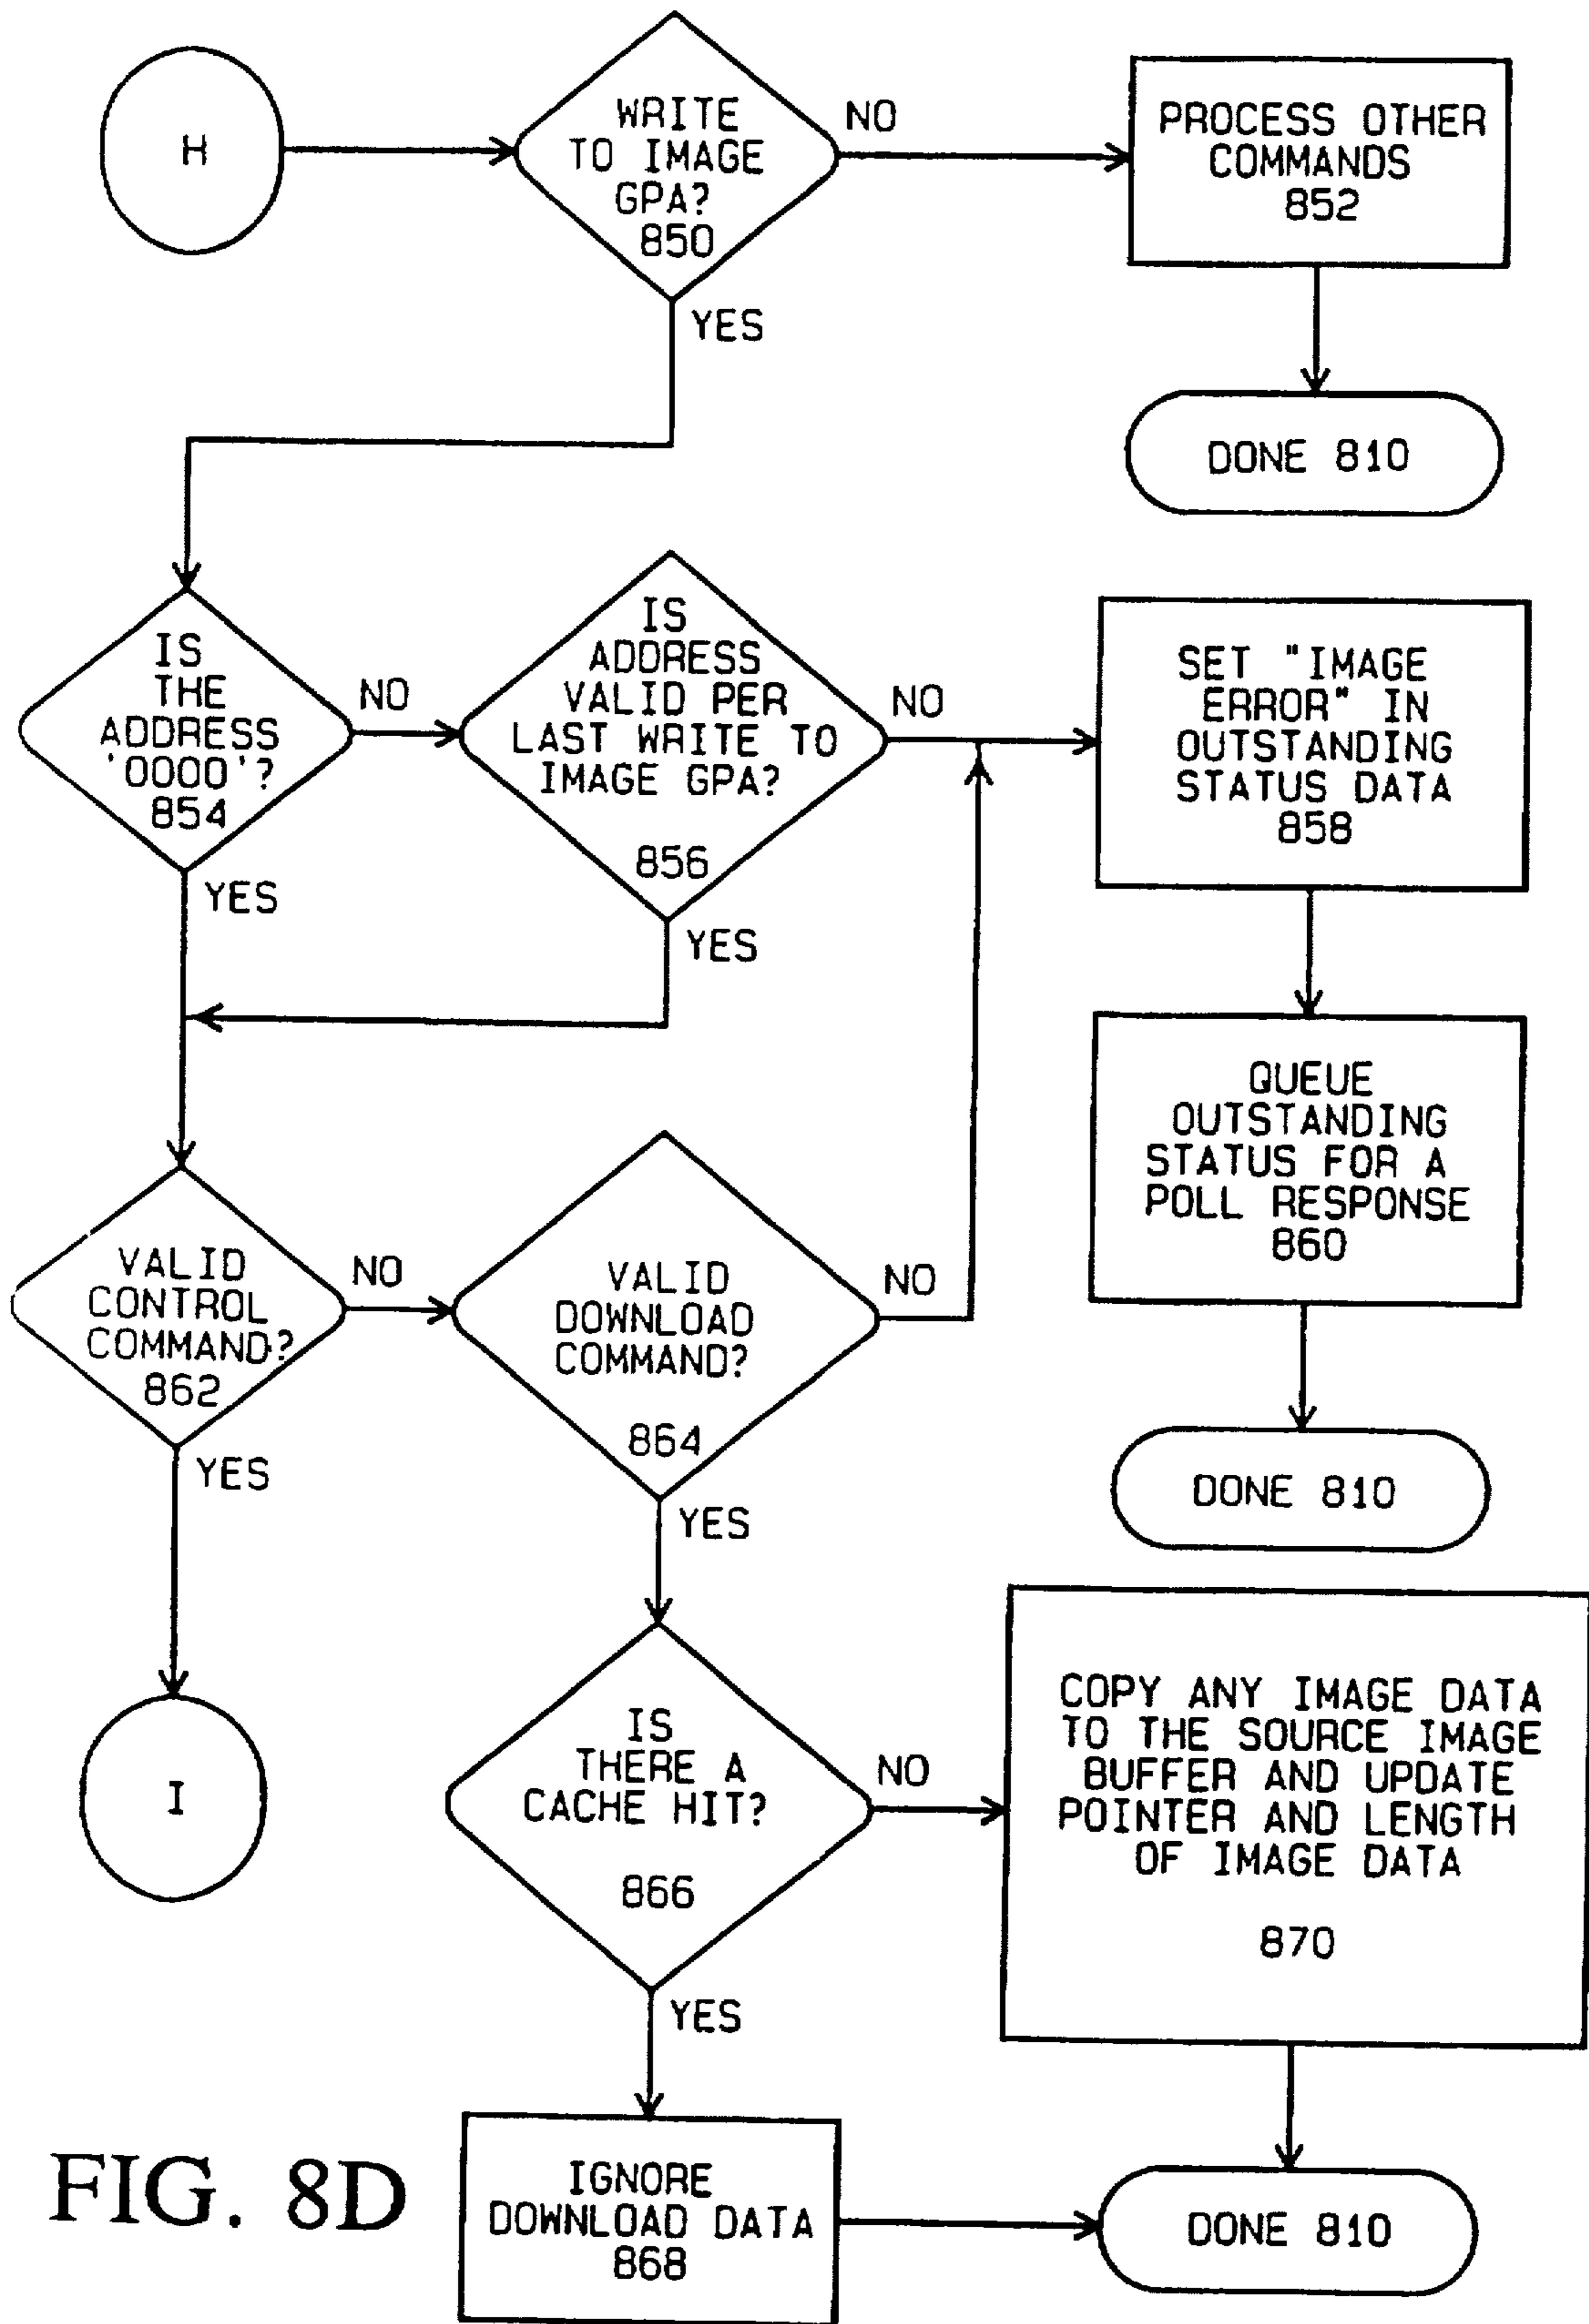 H
WRITE
TO IMAGE
GPA?
850
NO
YES
PROCESS OTHER
COMMANDS
852
DONE 810
IS
THE
ADDRESS
'0000'?
854
NO
YES
IS
ADDRESS
VALID PER
LAST WRITE TO
IMAGE GPA?
856
NO
YES
SET "IMAGE
ERROR" IN
OUTSTANDING
STATUS DATA
858
QUEUE
OUTSTANDING
STATUS FOR A
POLL RESPONSE
860
DONE 810
VALID
CONTROL
COMMAND?
862
NO
YES
VALID
DOWNLOAD
COMMAND?
864
NO
YES
I
IS
THERE A
CACHE HIT?
866
NO
YES
COPY ANY IMAGE DATA
TO THE SOURCE IMAGE
BUFFER AND UPDATE
POINTER AND LENGTH
OF IMAGE DATA
870
IGNORE
DOWNLOAD DATA
868
DONE 810
FIG. 8D